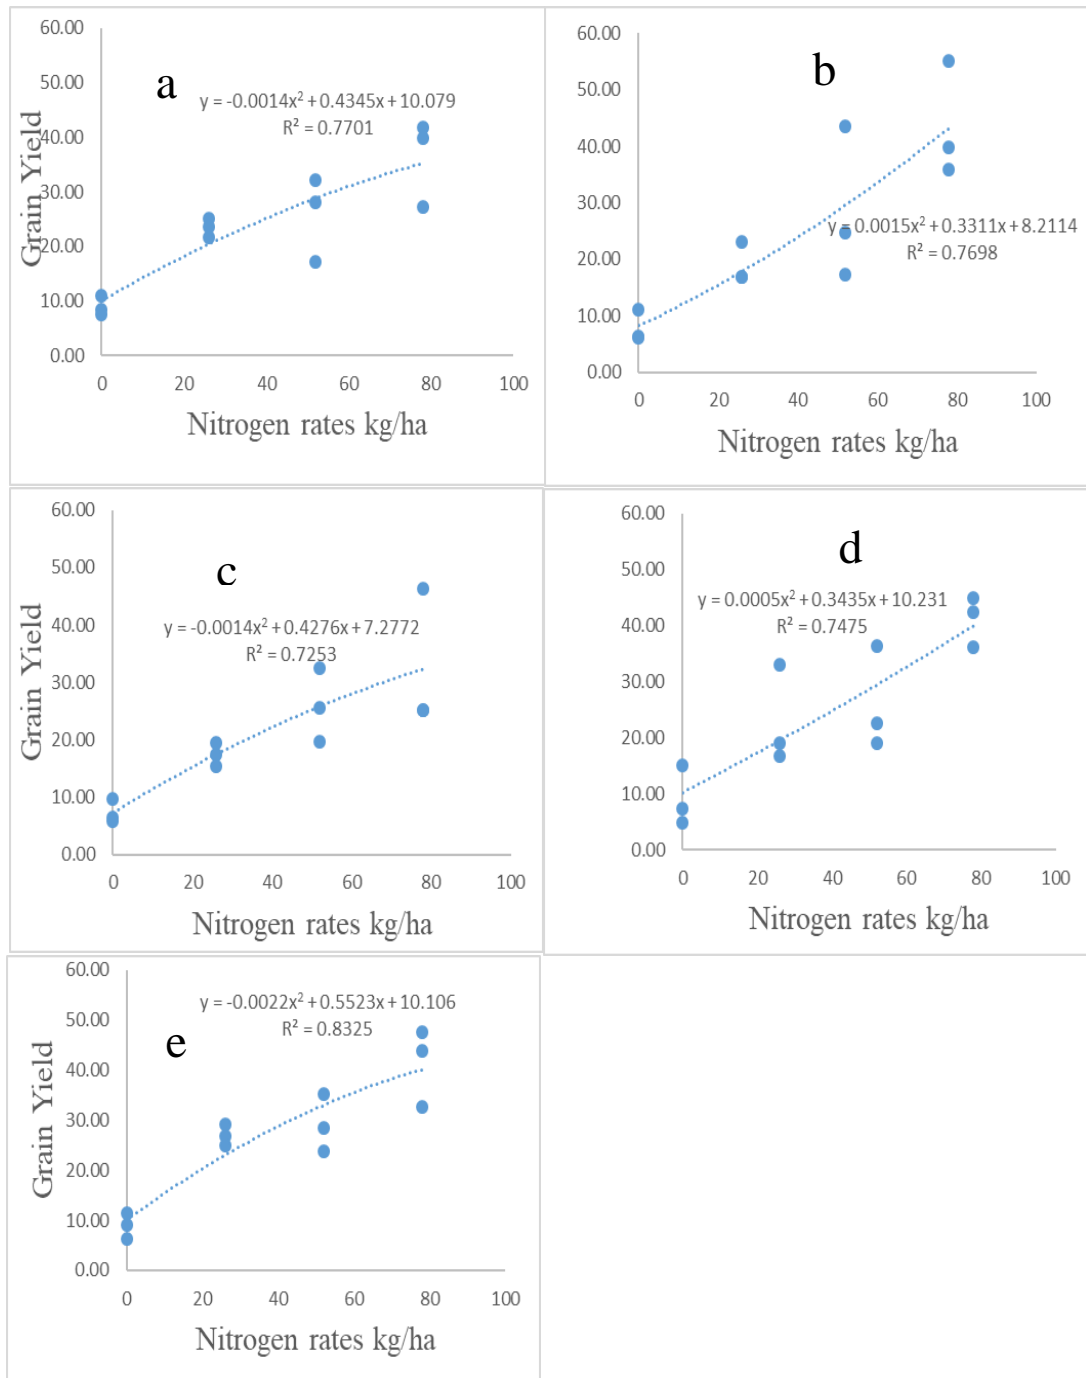 a
y = -0.0014x² + 0.4345x + 10.079
R² = 0.7701
Grain Yield
60.00
50.00
40.00
30.00
20.00
10.00
0.00
0 20 40 60 80 100
Nitrogen rates kg/ha
b
y = 0.0015x² + 0.3311x + 8.2114
R² = 0.7698
60.00
50.00
40.00
30.00
20.00
10.00
0.00
0 20 40 60 80 100
Nitrogen rates kg/ha
c
y = -0.0014x² + 0.4276x + 7.2772
R² = 0.7253
Grain Yield
60.00
50.00
40.00
30.00
20.00
10.00
0.00
0 20 40 60 80 100
Nitrogen rates kg/ha
d
y = 0.0005x² + 0.3435x + 10.231
R² = 0.7475
60.00
50.00
40.00
30.00
20.00
10.00
0.00
0 20 40 60 80 100
Nitrogen rates kg/ha
e
y = -0.0022x² + 0.5523x + 10.106
R² = 0.8325
Grain Yield
60.00
50.00
40.00
30.00
20.00
10.00
0.00
0 20 40 60 80 100
Nitrogen rates kg/ha